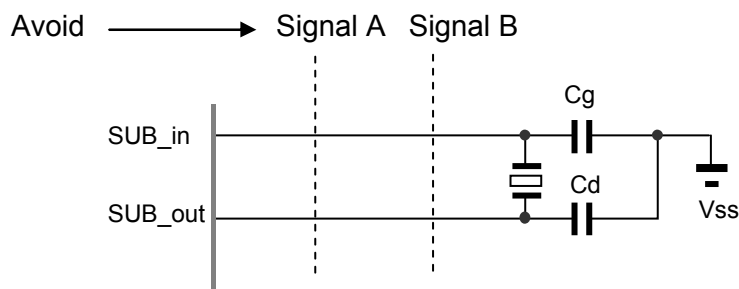 Avoid Signal A Signal B
Cg
SUB_in
Cd
SUB_out
Vss